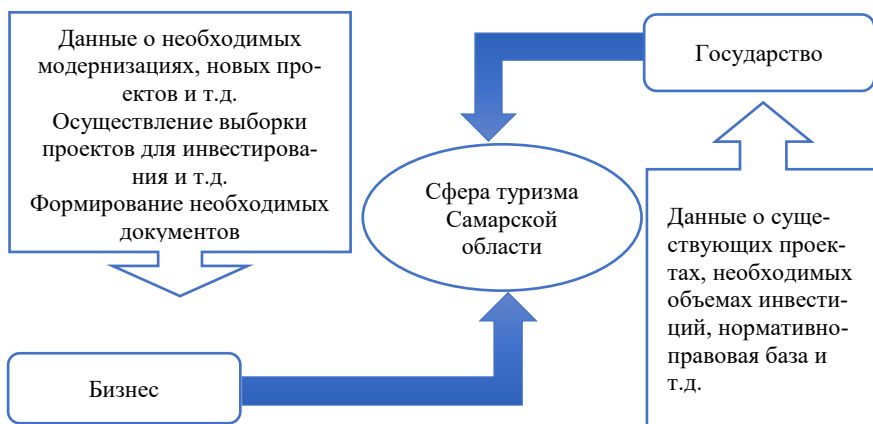 Данные о необходимых
модернизациях, новых про-
ектов и т.д.
Осуществление выборки
проектов для инвестирова-
ния и т.д.
Формирование необходимых
документов
Государство
Сфера туризма
Самарской
области
Данные о суще-
ствующих проек-
тах, необходимых
объемах инвести-
ций, нормативно-
правовая база и
т.д.
Бизнес